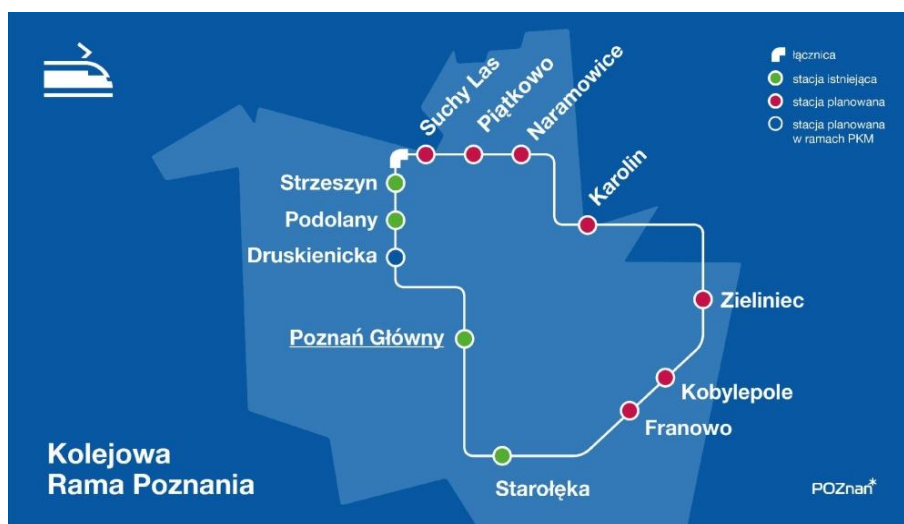 łącznica
stacja istniejąca
stacja planowana
stacja planowana
w ramach PKM
Suchy Las
Piątkowo
Naramowice
Karolin
Strzeszyn
Podolany
Druskienicka
Zieliniec
Poznań Główny
Kobylepole
Franowo
Starołęka
Kolejowa
Rama Poznania
POZnań*